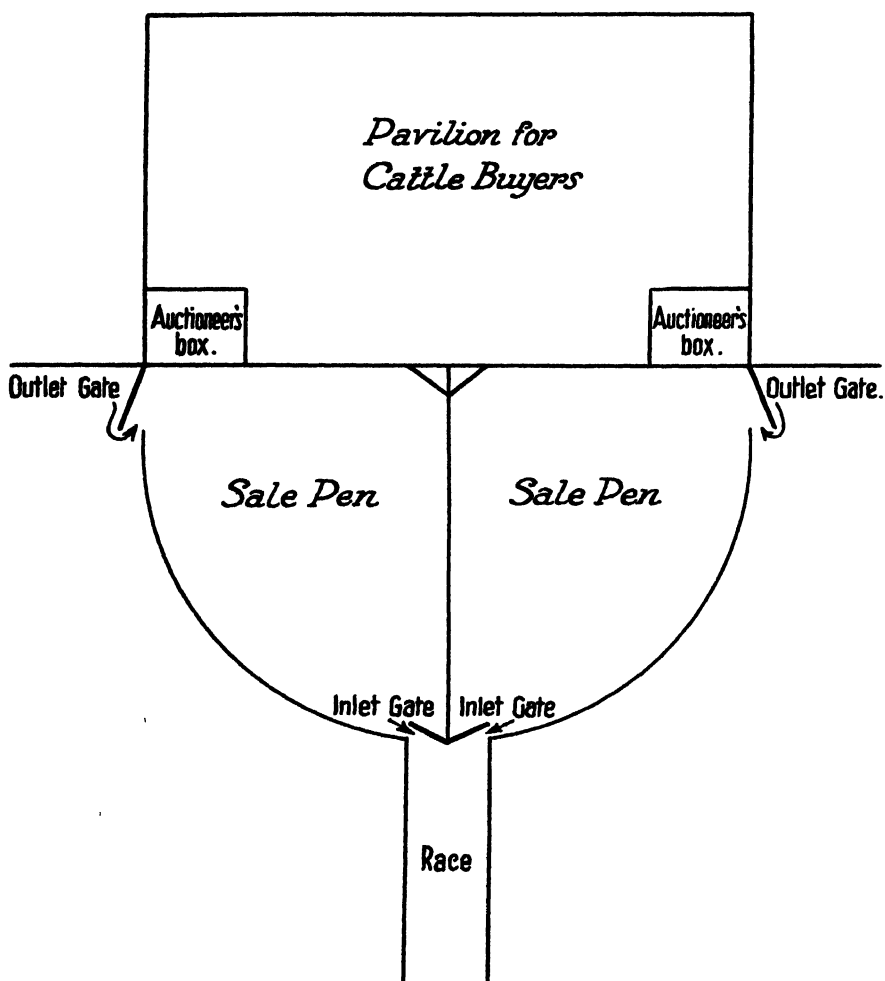 Pavilion for
Cattle Buyers
Auctioneer's
box.
Auctioneer's
box.
Outlet Gate
Outlet Gate.
Sale Pen
Sale Pen
Inlet Gate
Inlet Gate
Race